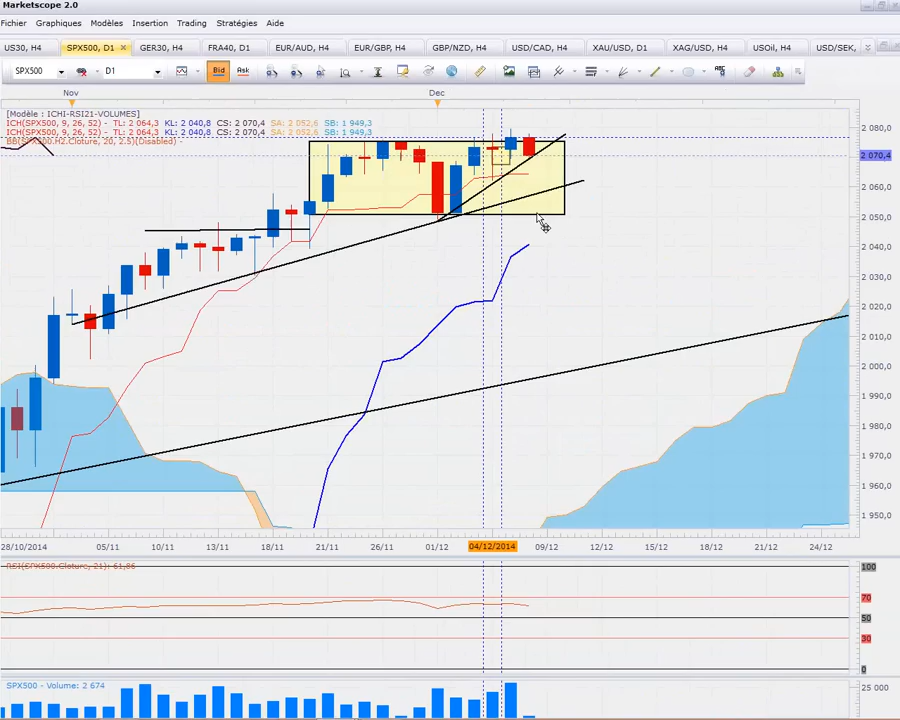 Marketscope 2.0
Fichier Graphiques Modèles Insertion Trading Stratégies Aide
US30, H4 SPX500, D1 GER30, H4 FRA40, D1 EUR/AUD, H4 EUR/GBP, H4 GBP/NZD, H4 USD/CAD, H4 XAU/USD, D1 XAG/USD, H4 USOil, H4 USD/SEK,
SPX500 D1 Bid Ask
Nov Dec
[Modèle : ICHI-RSI21-VOLUMES]
ICH(SPX500, 9, 26, 52) - TL: 2 064,3 KL: 2 040,8 CS: 2 070,4 SA: 2 052,6 SB: 1 949,3
ICH(SPX500, 9, 26, 52) - TL: 2 064,3 KL: 2 040,8 CS: 2 070,4 SA: 2 052,6 SB: 1 949,3
BB(SPX500.H2.Cloture, 20, 2.5)(Disabled) -
2 080,0
2 070,4
2 060,0
2 050,0
2 040,0
2 030,0
2 020,0
2 010,0
2 000,0
1 990,0
1 980,0
1 970,0
1 960,0
1 950,0
28/10/2014 05/11 10/11 13/11 18/11 21/11 26/11 01/12 04/12/2014 09/12 12/12 15/12 18/12 21/12 24/12
RSI(SPX500.Cloture, 21): 61,86
100
70
50
30
0
SPX500 - Volume: 2 674
25 000